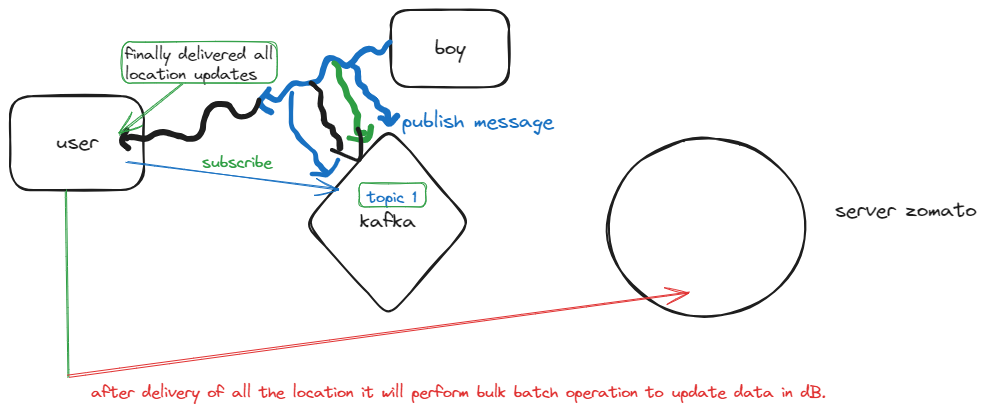 finally delivered all
location updates
boy
user
publish message
subscribe
topic 1
kafka
server zomato
after delivery of all the location it will perform bulk batch operation to update data in dB.